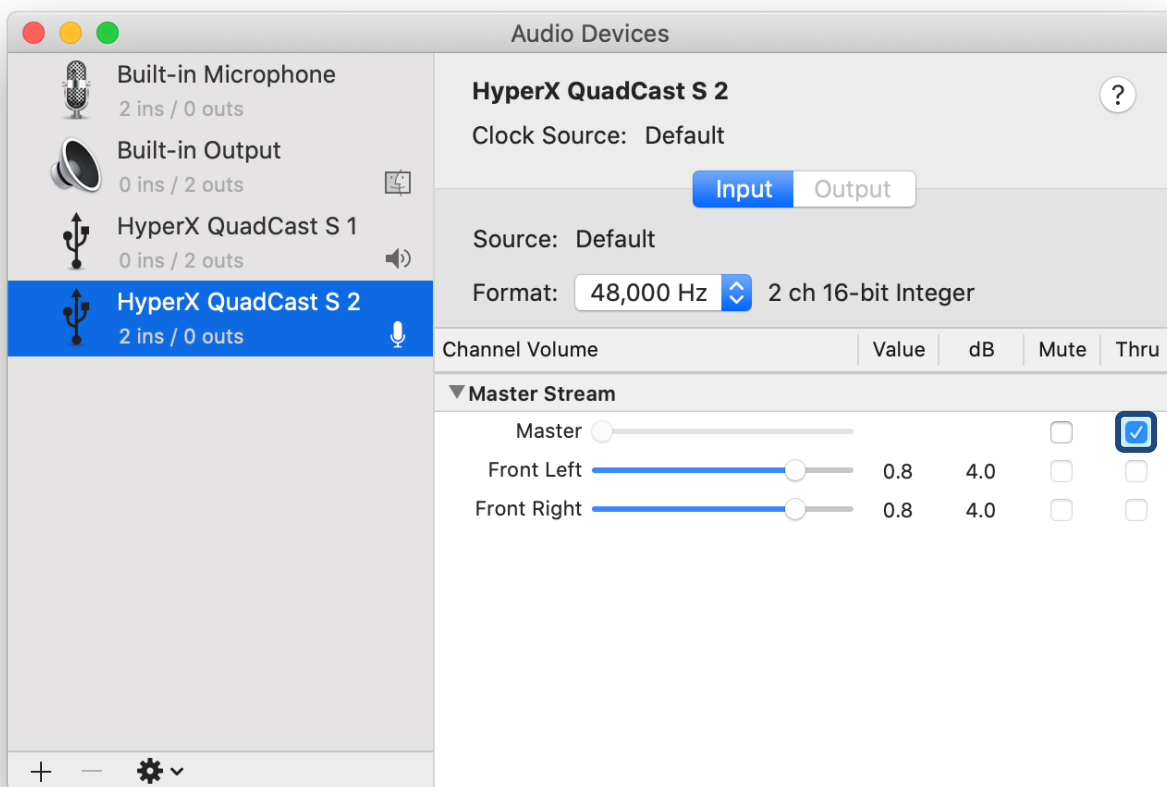 Audio Devices
Built-in Microphone
2 ins / 0 outs
Built-in Output
0 ins / 2 outs
HyperX QuadCast S 1
0 ins / 2 outs
HyperX QuadCast S 2
2 ins / 0 outs
HyperX QuadCast S 2
?
Clock Source: Default
Input Output
Source: Default
Format: 48,000 Hz 2 ch 16-bit Integer
Channel Volume Value dB Mute Thru
Master Stream
Master
Front Left 0.8 4.0
Front Right 0.8 4.0